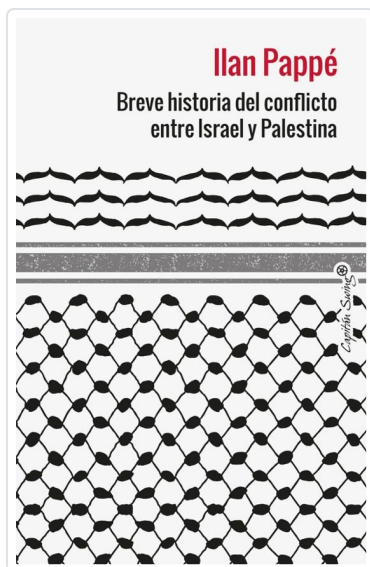 Ilan Pappé
Breve historia del conflicto
entre Israel y Palestina
Capitán Swing